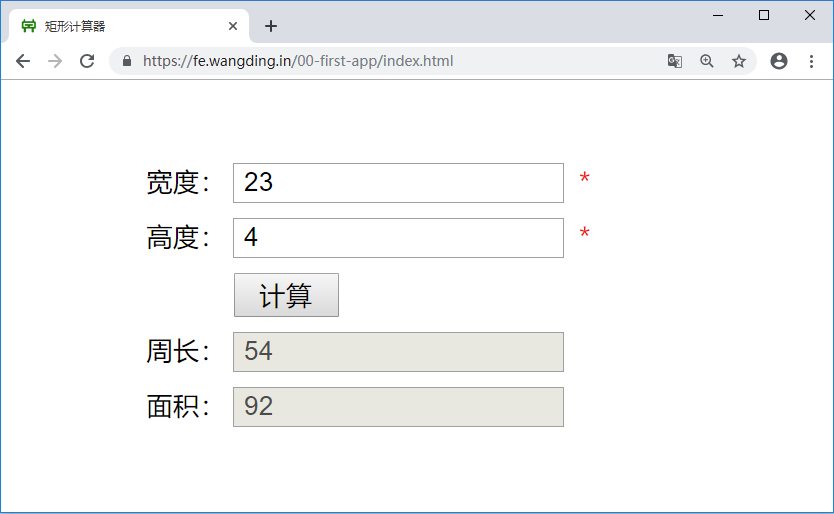 矩形计算器
https://fe.wangding.in/00-first-app/index.html
宽度： 23 *
高度： 4 *
计算
周长： 54
面积： 92